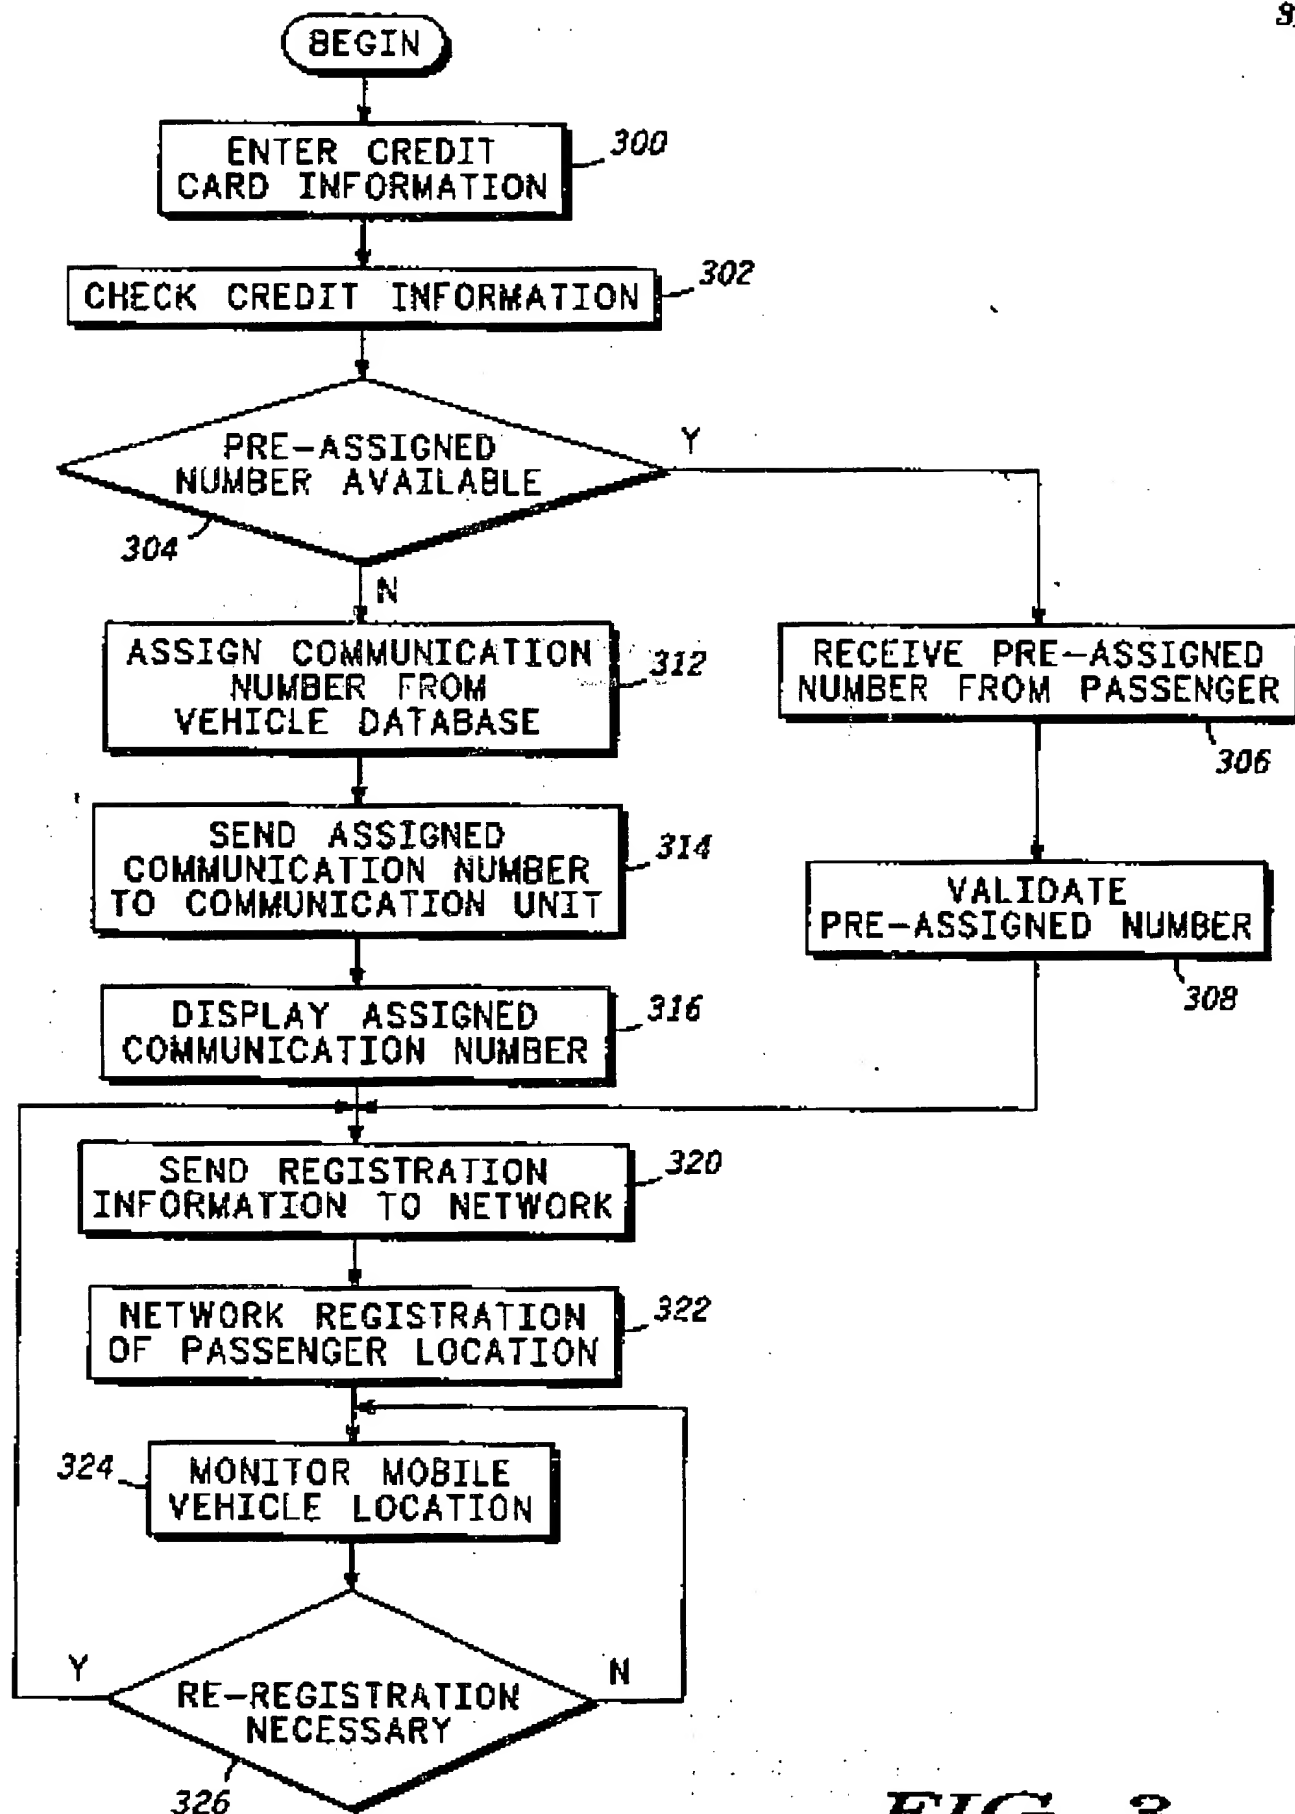 BEGIN
ENTER CREDIT
CARD INFORMATION
300
CHECK CREDIT INFORMATION
302
PRE-ASSIGNED
NUMBER AVAILABLE
Y
304
N
ASSIGN COMMUNICATION
NUMBER FROM
VEHICLE DATABASE
312
RECEIVE PRE-ASSIGNED
NUMBER FROM PASSENGER
306
SEND ASSIGNED
COMMUNICATION NUMBER
TO COMMUNICATION UNIT
314
VALIDATE
PRE-ASSIGNED NUMBER
308
DISPLAY ASSIGNED
COMMUNICATION NUMBER
316
SEND REGISTRATION
INFORMATION TO NETWORK
320
NETWORK REGISTRATION
OF PASSENGER LOCATION
322
324
MONITOR MOBILE
VEHICLE LOCATION
Y
N
RE-REGISTRATION
NECESSARY
326
FIG. 3